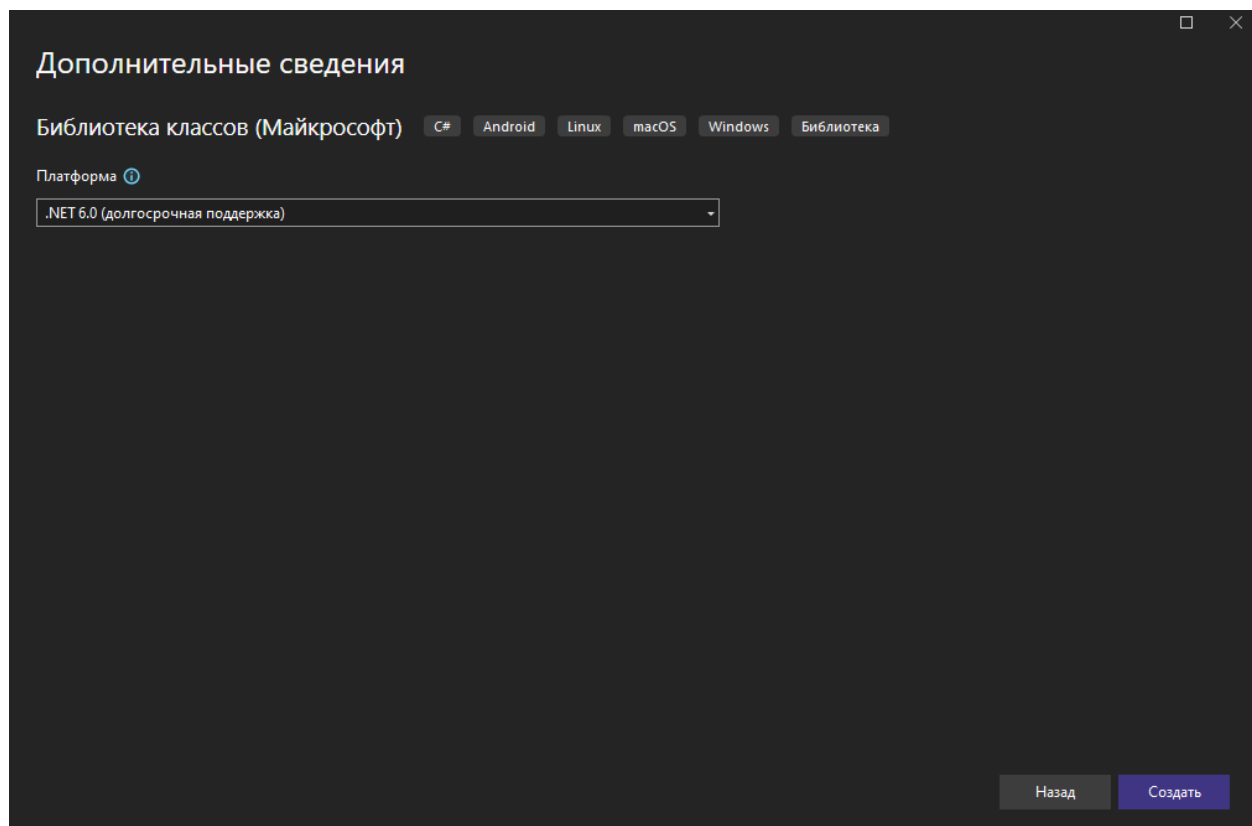 Дополнительные сведения
Библиотека классов (Майкрософт) C# Android Linux macOS Windows Библиотека
Платформа
.NET 6.0 (долгосрочная поддержка)
Назад Создать